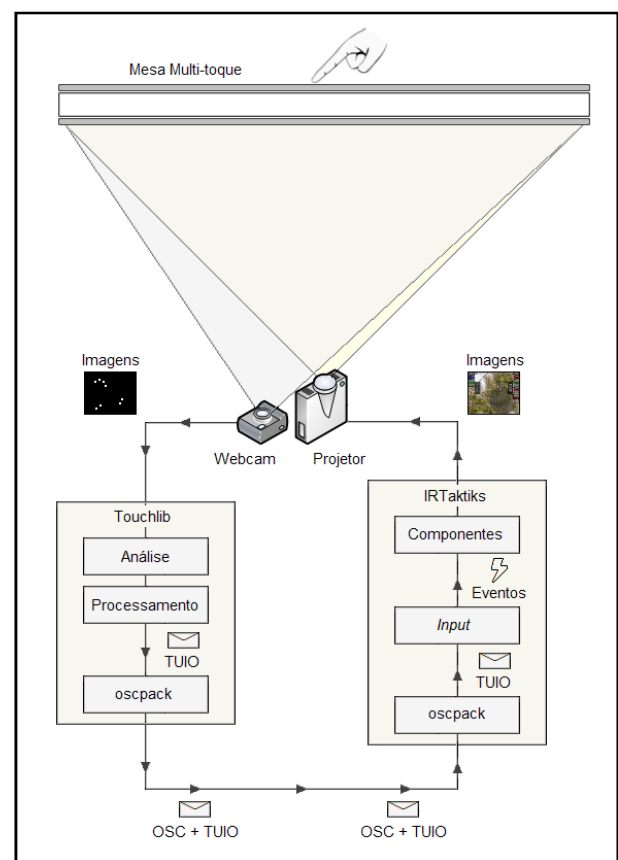 Mesa Multi-toque
Imagens
Imagens
Webcam
Projetor
Touchlib
Análise
Processamento
TUIO
oscpack
IRTaktiks
Componentes
Eventos
Input
TUIO
oscpack
OSC + TUIO
OSC + TUIO